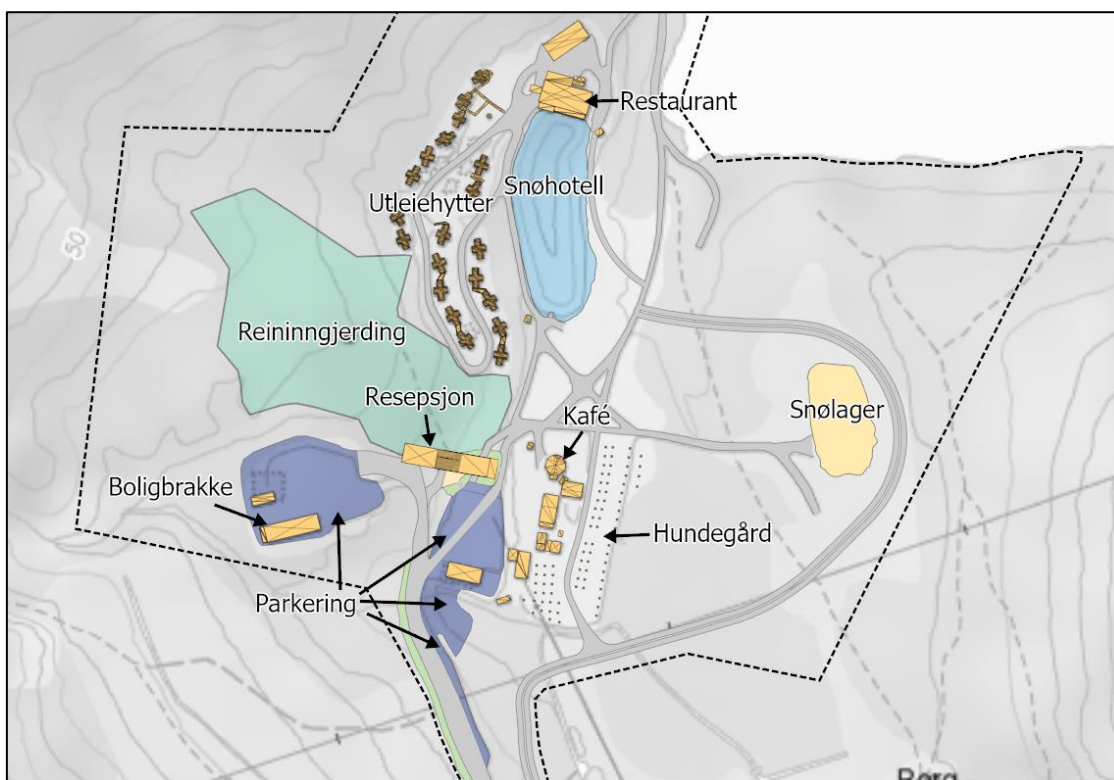 Restaurant
Snøhotell
Utleiehytter
50
Reininngjerding
Resepsjon
Kafé
Snølager
Boligbrakke
Hundegård
Parkering